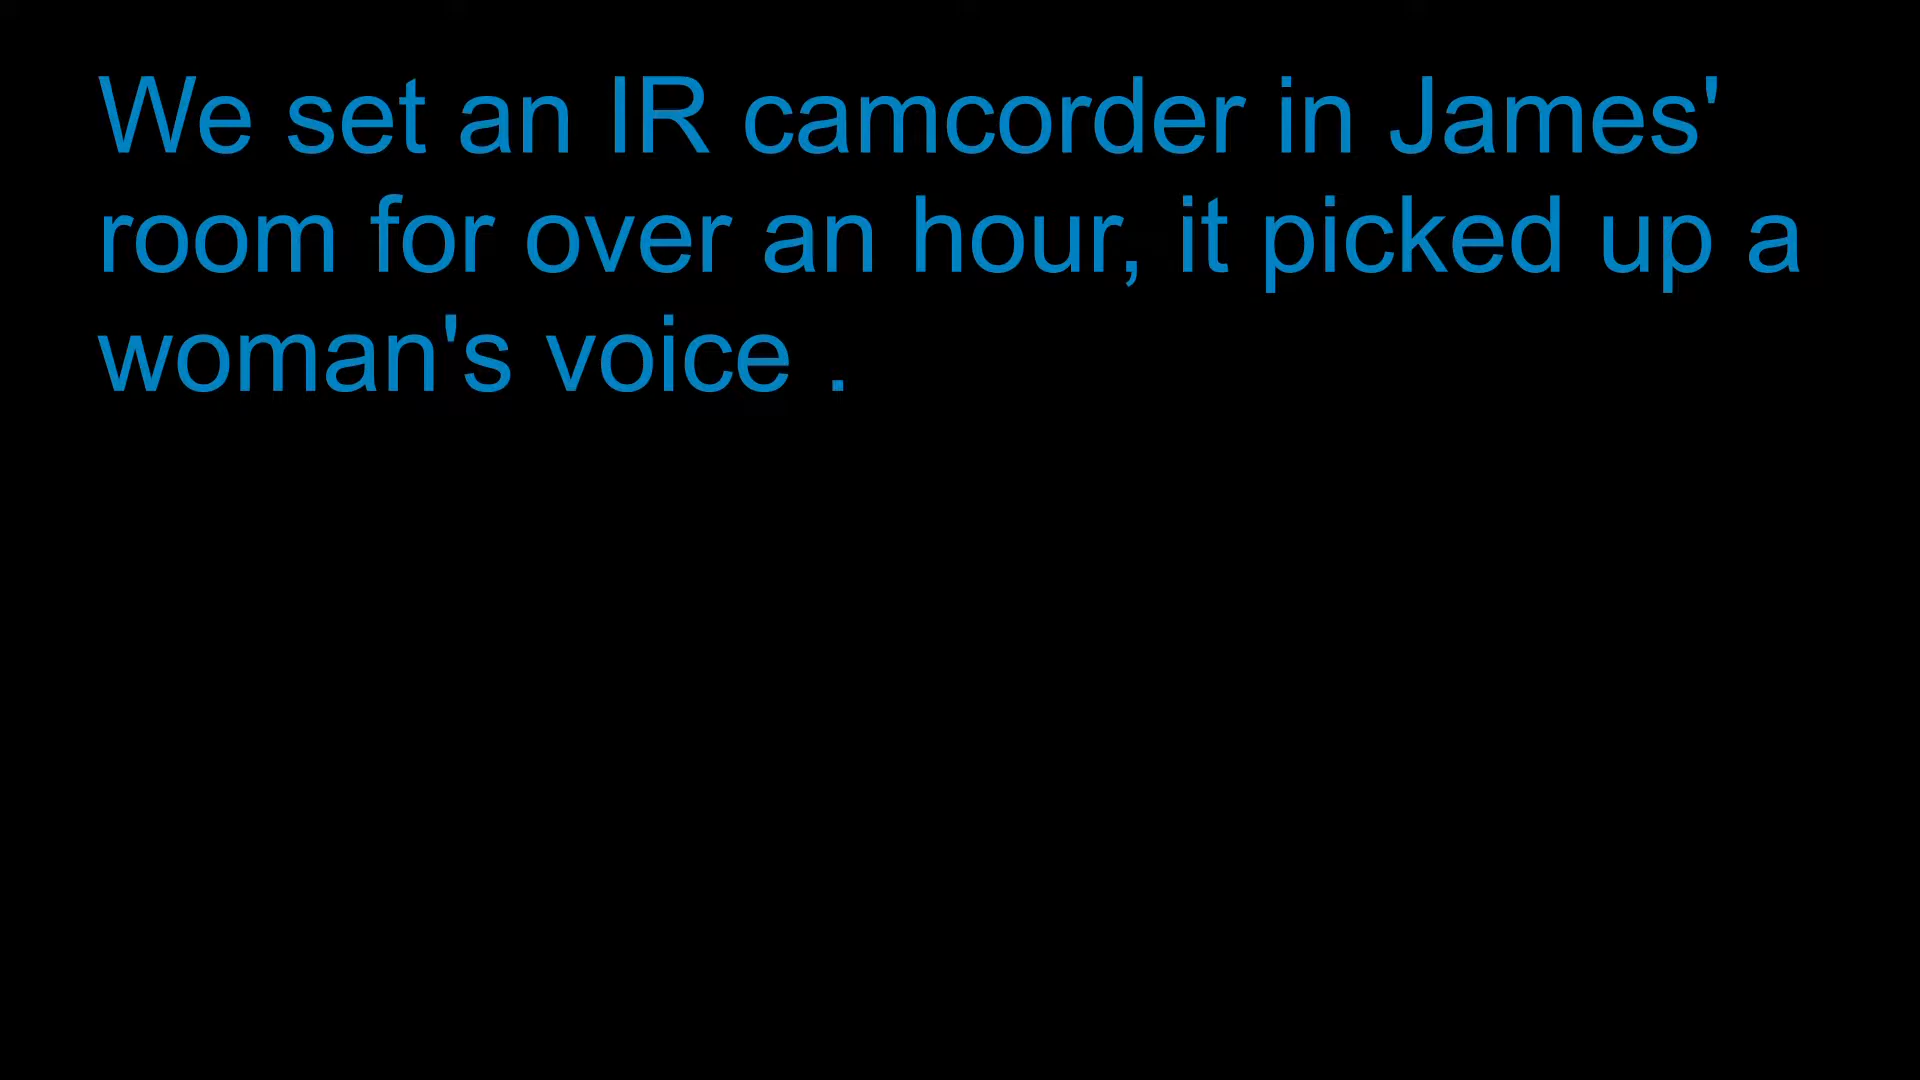 We set an IR camcorder in James'
room for over an hour, it picked up a
woman's voice .